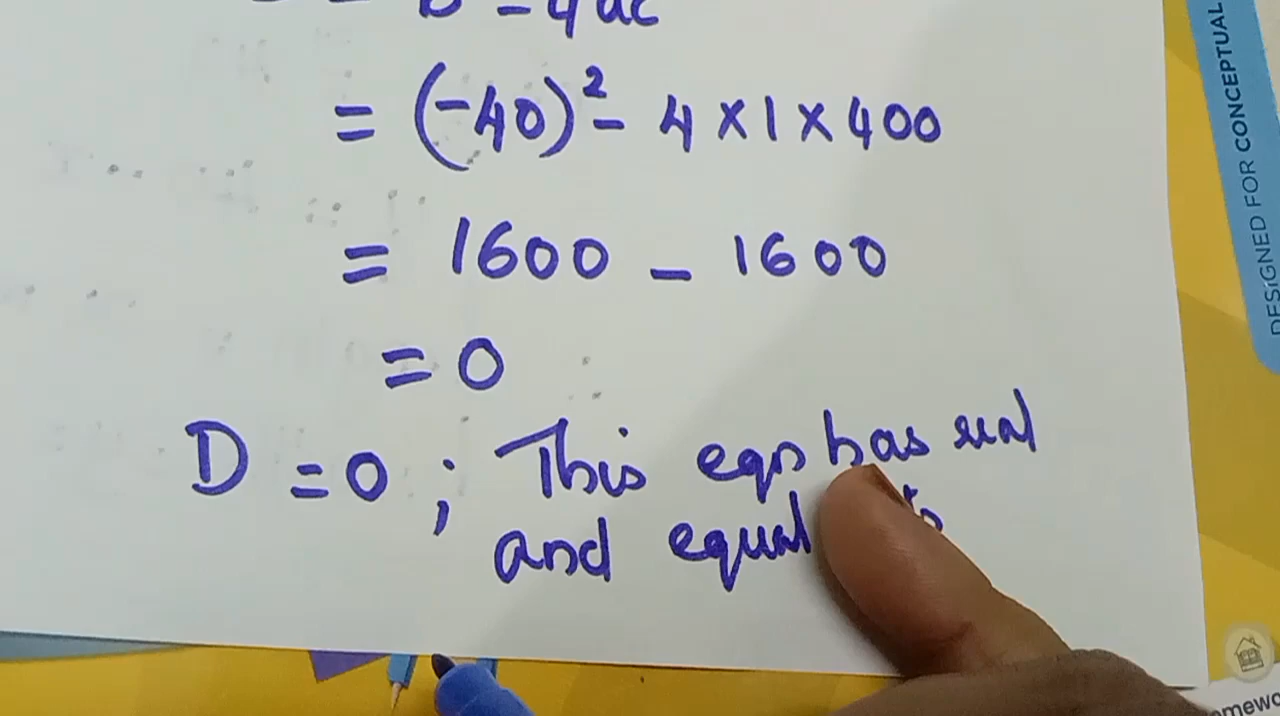 = (-40)² - 4 × 1 × 400
= 1600 - 1600
= 0
D = 0 ; This eqn has real
and equal
DESIGNED FOR CONCEPTUAL